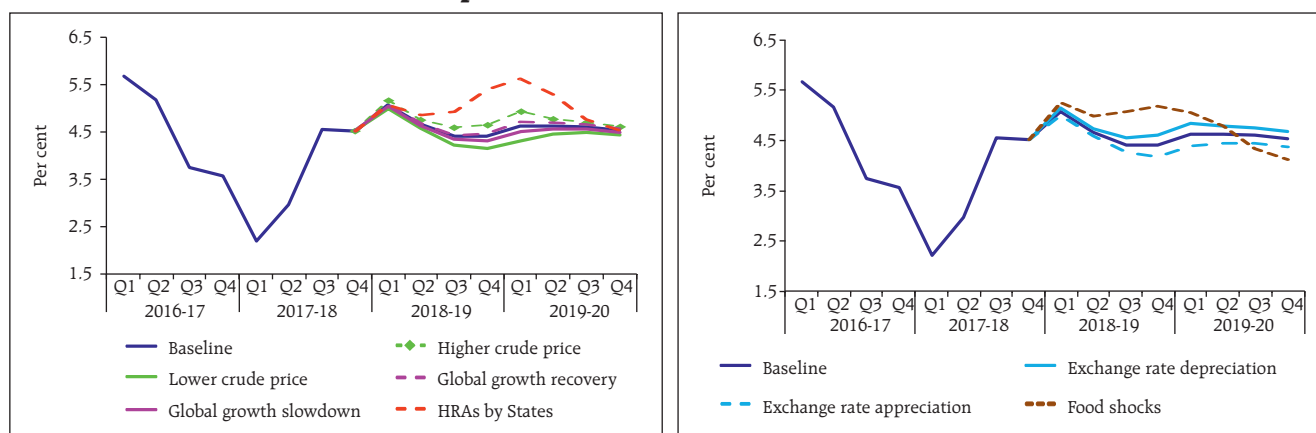 6.5
5.5
4.5
3.5
2.5
1.5
Per cent
Q1 Q2 Q3 Q4 Q1 Q2 Q3 Q4 Q1 Q2 Q3 Q4 Q1 Q2 Q3 Q4
2016-17 2017-18 2018-19 2019-20
Baseline Higher crude price
Lower crude price Global growth recovery
Global growth slowdown HRAs by States
6.5
5.5
4.5
3.5
2.5
1.5
Per cent
Q1 Q2 Q3 Q4 Q1 Q2 Q3 Q4 Q1 Q2 Q3 Q4 Q1 Q2 Q3 Q4
2016-17 2017-18 2018-19 2019-20
Baseline Exchange rate depreciation
Exchange rate appreciation Food shocks